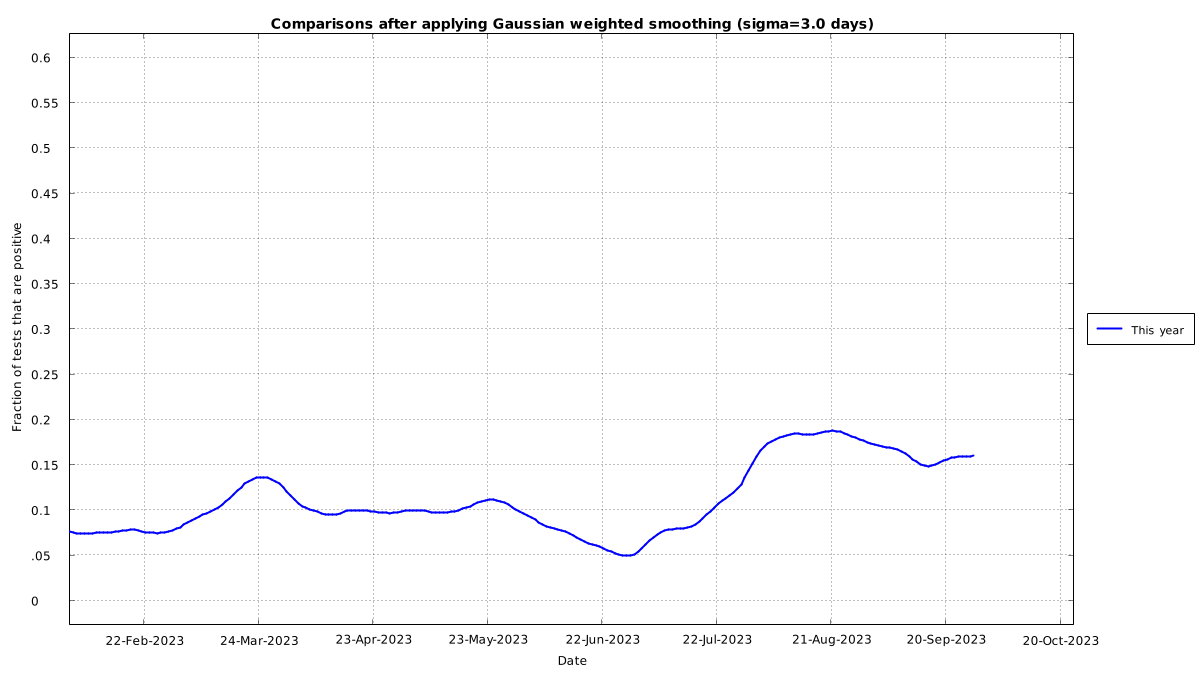 Comparisons after applying Gaussian weighted smoothing (sigma=3.0 days)
Fraction of tests that are positive
0.6
0.55
0.5
0.45
0.4
0.35
0.3
0.25
0.2
0.15
0.1
.05
0
22-Feb-2023 24-Mar-2023 23-Apr-2023 23-May-2023 22-Jun-2023 22-Jul-2023 21-Aug-2023 20-Sep-2023 20-Oct-2023
Date
This year